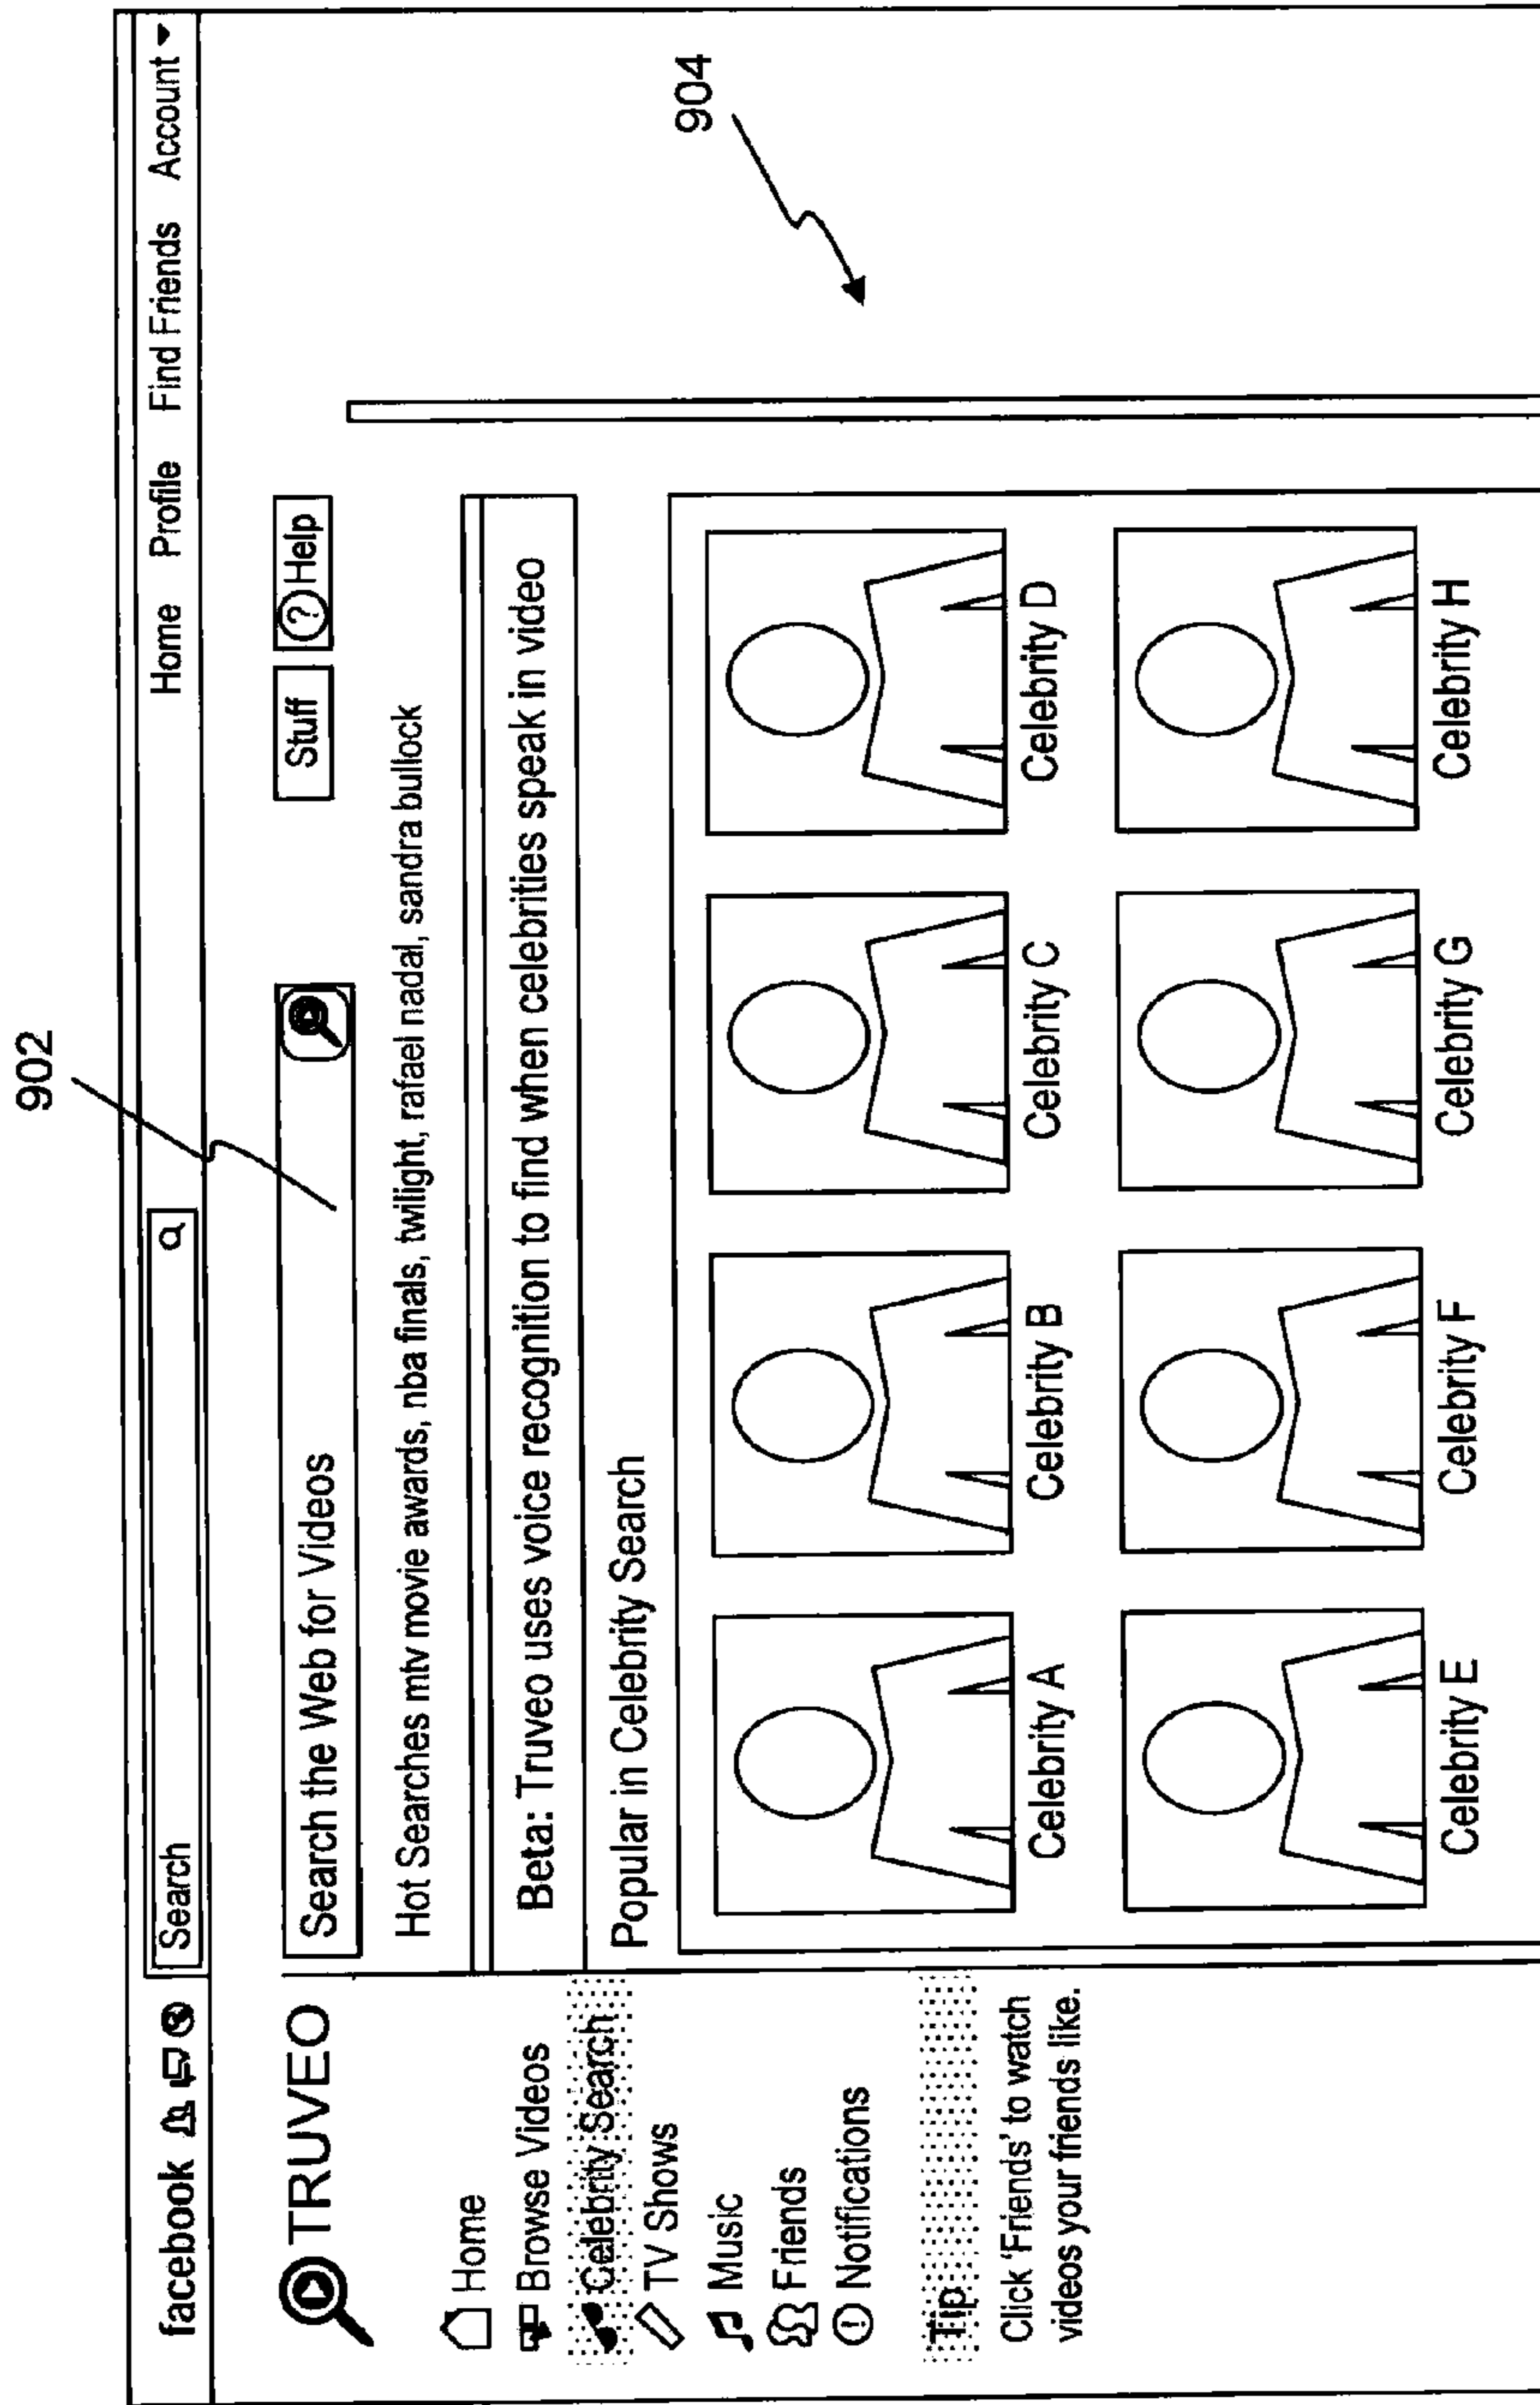 902
facebook Search Home Profile Find Friends Account
TRUVEO
Search the Web for Videos
Stuff
? Help
Hot Searches mtv movie awards, nba finals, twilight, rafael nadal, sandra bullock
Home
Browse Videos
Celebrity Search
TV Shows
Music
Friends
Notifications
Tip
Click 'Friends' to watch
videos your friends like.
Beta: Truveo uses voice recognition to find when celebrities speak in video
Popular in Celebrity Search
904
Celebrity A Celebrity B Celebrity C Celebrity D
Celebrity E Celebrity F Celebrity G Celebrity H